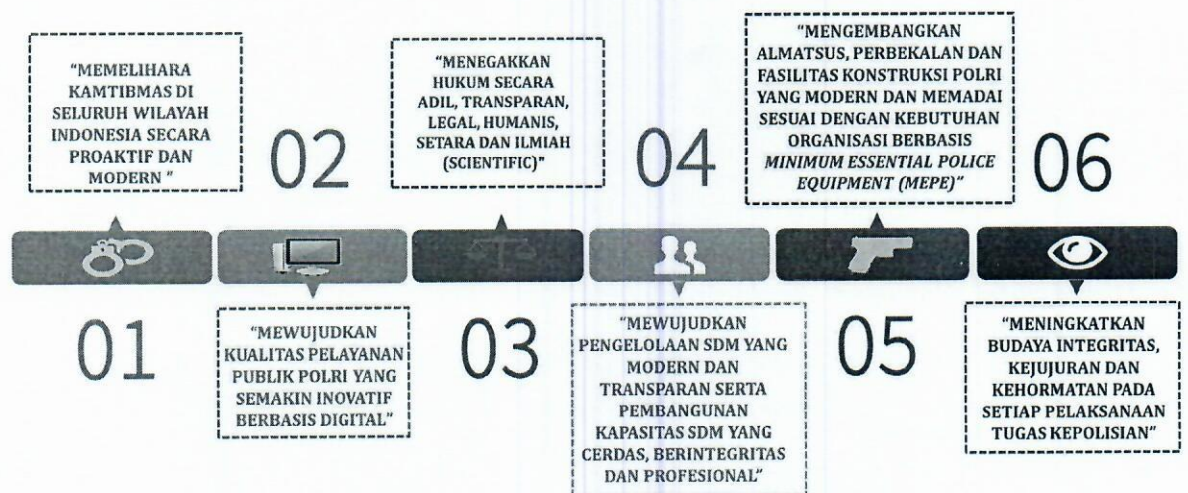 "MEMELIHARA
KAMTIBMAS DI
SELURUH WILAYAH
INDONESIA SECARA
PROAKTIF DAN
MODERN "
01
02
"MEWUJUDKAN
KUALITAS PELAYANAN
PUBLIK POLRI YANG
SEMAKIN INOVATIF
BERBASIS DIGITAL"
"MENEGAKKAN
HUKUM SECARA
ADIL, TRANSPARAN,
LEGAL, HUMANIS,
SETARA DAN ILMIAH
(SCIENTIFIC)"
03
04
"MEWUJUDKAN
PENGELOLAAN SDM YANG
MODERN DAN
TRANSPARAN SERTA
PEMBANGUNAN
KAPASITAS SDM YANG
CERDAS, BERINTEGRITAS
DAN PROFESIONAL"
"MENGEMBANGKAN
ALMATSUS, PERBEKALAN DAN
FASILITAS KONSTRUKSI POLRI
YANG MODERN DAN MEMADAI
SESUAI DENGAN KEBUTUHAN
ORGANISASI BERBASIS
MINIMUM ESSENTIAL POLICE
EQUIPMENT (MEPE)"
05
06
"MENINGKATKAN
BUDAYA INTEGRITAS,
KEJUJURAN DAN
KEHORMATAN PADA
SETIAP PELAKSANAAN
TUGAS KEPOLISIAN"